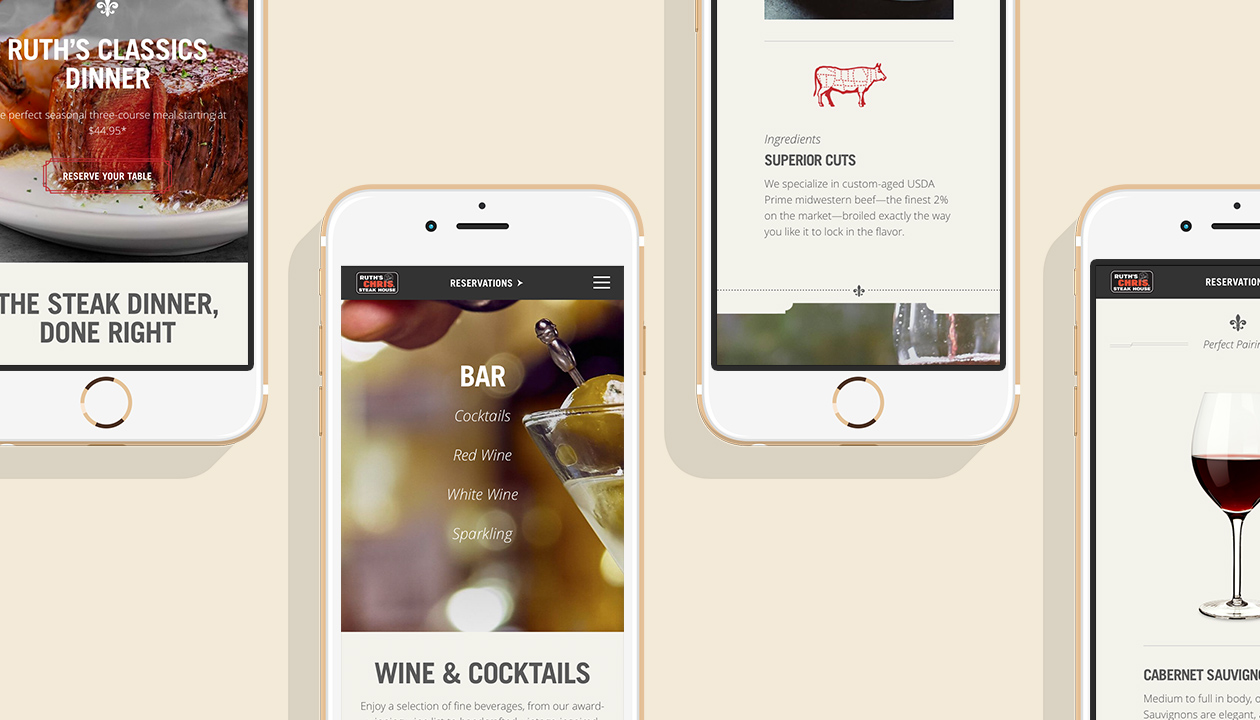 RUTH'S CLASSICS
DINNER
perfect seasonal three-course meal starting at
$44.95*
RESERVE YOUR TABLE
THE STEAK DINNER,
DONE RIGHT
RUTH'S
CHRIS
STEAK HOUSE
RESERVATIONS
BAR
Cocktails
Red Wine
White Wine
Sparkling
WINE & COCKTAILS
Enjoy a selection of fine beverages, from our award-
Ingredients
SUPERIOR CUTS
We specialize in custom-aged USDA
Prime midwestern beef—the finest 2%
on the market—broiled exactly the way
you like it to lock in the flavor.
RUTH'S
CHRIS
STEAK HOUSE
RESERVATION
Perfect Pairin
CABERNET SAUVIGNO
Medium to full in body, o
Sauvignons are elegant,